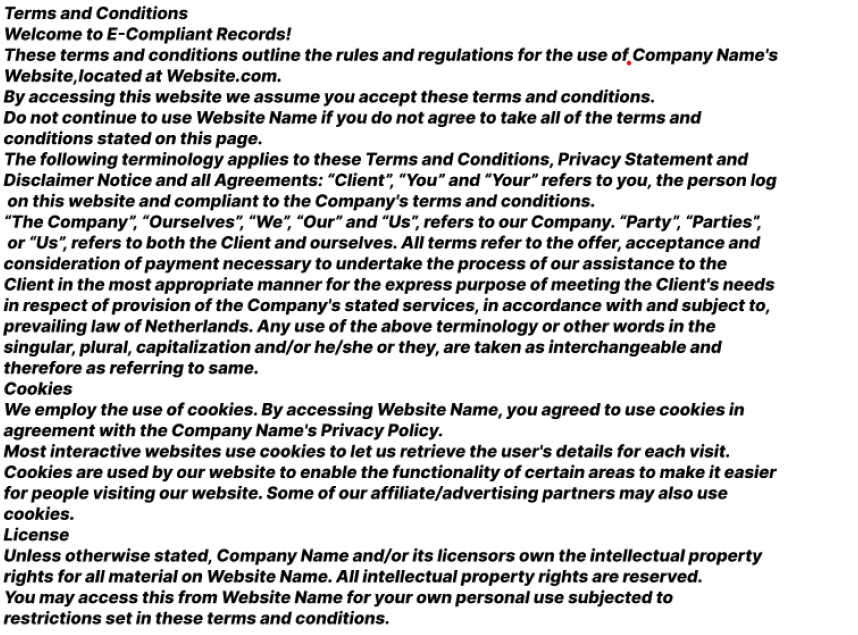 Terms and Conditions
Welcome to E-Compliant Records!
These terms and conditions outline the rules and regulations for the use of Company Name's
Website,located at Website.com.
By accessing this website we assume you accept these terms and conditions.
Do not continue to use Website Name if you do not agree to take all of the terms and
conditions stated on this page.
The following terminology applies to these Terms and Conditions, Privacy Statement and
Disclaimer Notice and all Agreements: “Client”, “You” and “Your” refers to you, the person log
on this website and compliant to the Company's terms and conditions.
“The Company”, “Ourselves”, “We”, “Our” and “Us”, refers to our Company. “Party”, “Parties”,
or “Us”, refers to both the Client and ourselves. All terms refer to the offer, acceptance and
consideration of payment necessary to undertake the process of our assistance to the
Client in the most appropriate manner for the express purpose of meeting the Client's needs
in respect of provision of the Company's stated services, in accordance with and subject to,
prevailing law of Netherlands. Any use of the above terminology or other words in the
singular, plural, capitalization and/or he/she or they, are taken as interchangeable and
therefore as referring to same.
Cookies
We employ the use of cookies. By accessing Website Name, you agreed to use cookies in
agreement with the Company Name's Privacy Policy.
Most interactive websites use cookies to let us retrieve the user's details for each visit.
Cookies are used by our website to enable the functionality of certain areas to make it easier
for people visiting our website. Some of our affiliate/advertising partners may also use
cookies.
License
Unless otherwise stated, Company Name and/or its licensors own the intellectual property
rights for all material on Website Name. All intellectual property rights are reserved.
You may access this from Website Name for your own personal use subjected to
restrictions set in these terms and conditions.